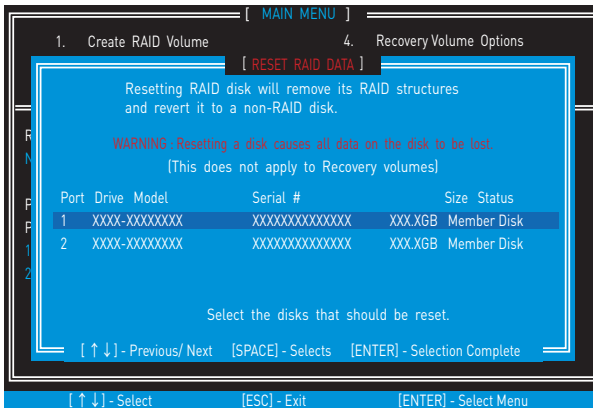 [ MAIN MENU ]
1. Create RAID Volume 4. Recovery Volume Options
[ RESET RAID DATA ]
Resetting RAID disk will remove its RAID structures
and revert it to a non-RAID disk.
WARNING : Resetting a disk causes all data on the disk to be lost.
(This does not apply to Recovery volumes)
Port Drive Model Serial # Size Status
1 XXXX-XXXXXXXX XXXXXXXXXXXXXX XXX.XGB Member Disk
2 XXXX-XXXXXXXX XXXXXXXXXXXXXX XXX.XGB Member Disk
Select the disks that should be reset.
[ ↑↓ ] - Previous/ Next [SPACE] - Selects [ENTER] - Selection Complete
R
N
P
P
1
2
[ ↑↓ ] - Select [ESC] - Exit [ENTER] - Select Menu